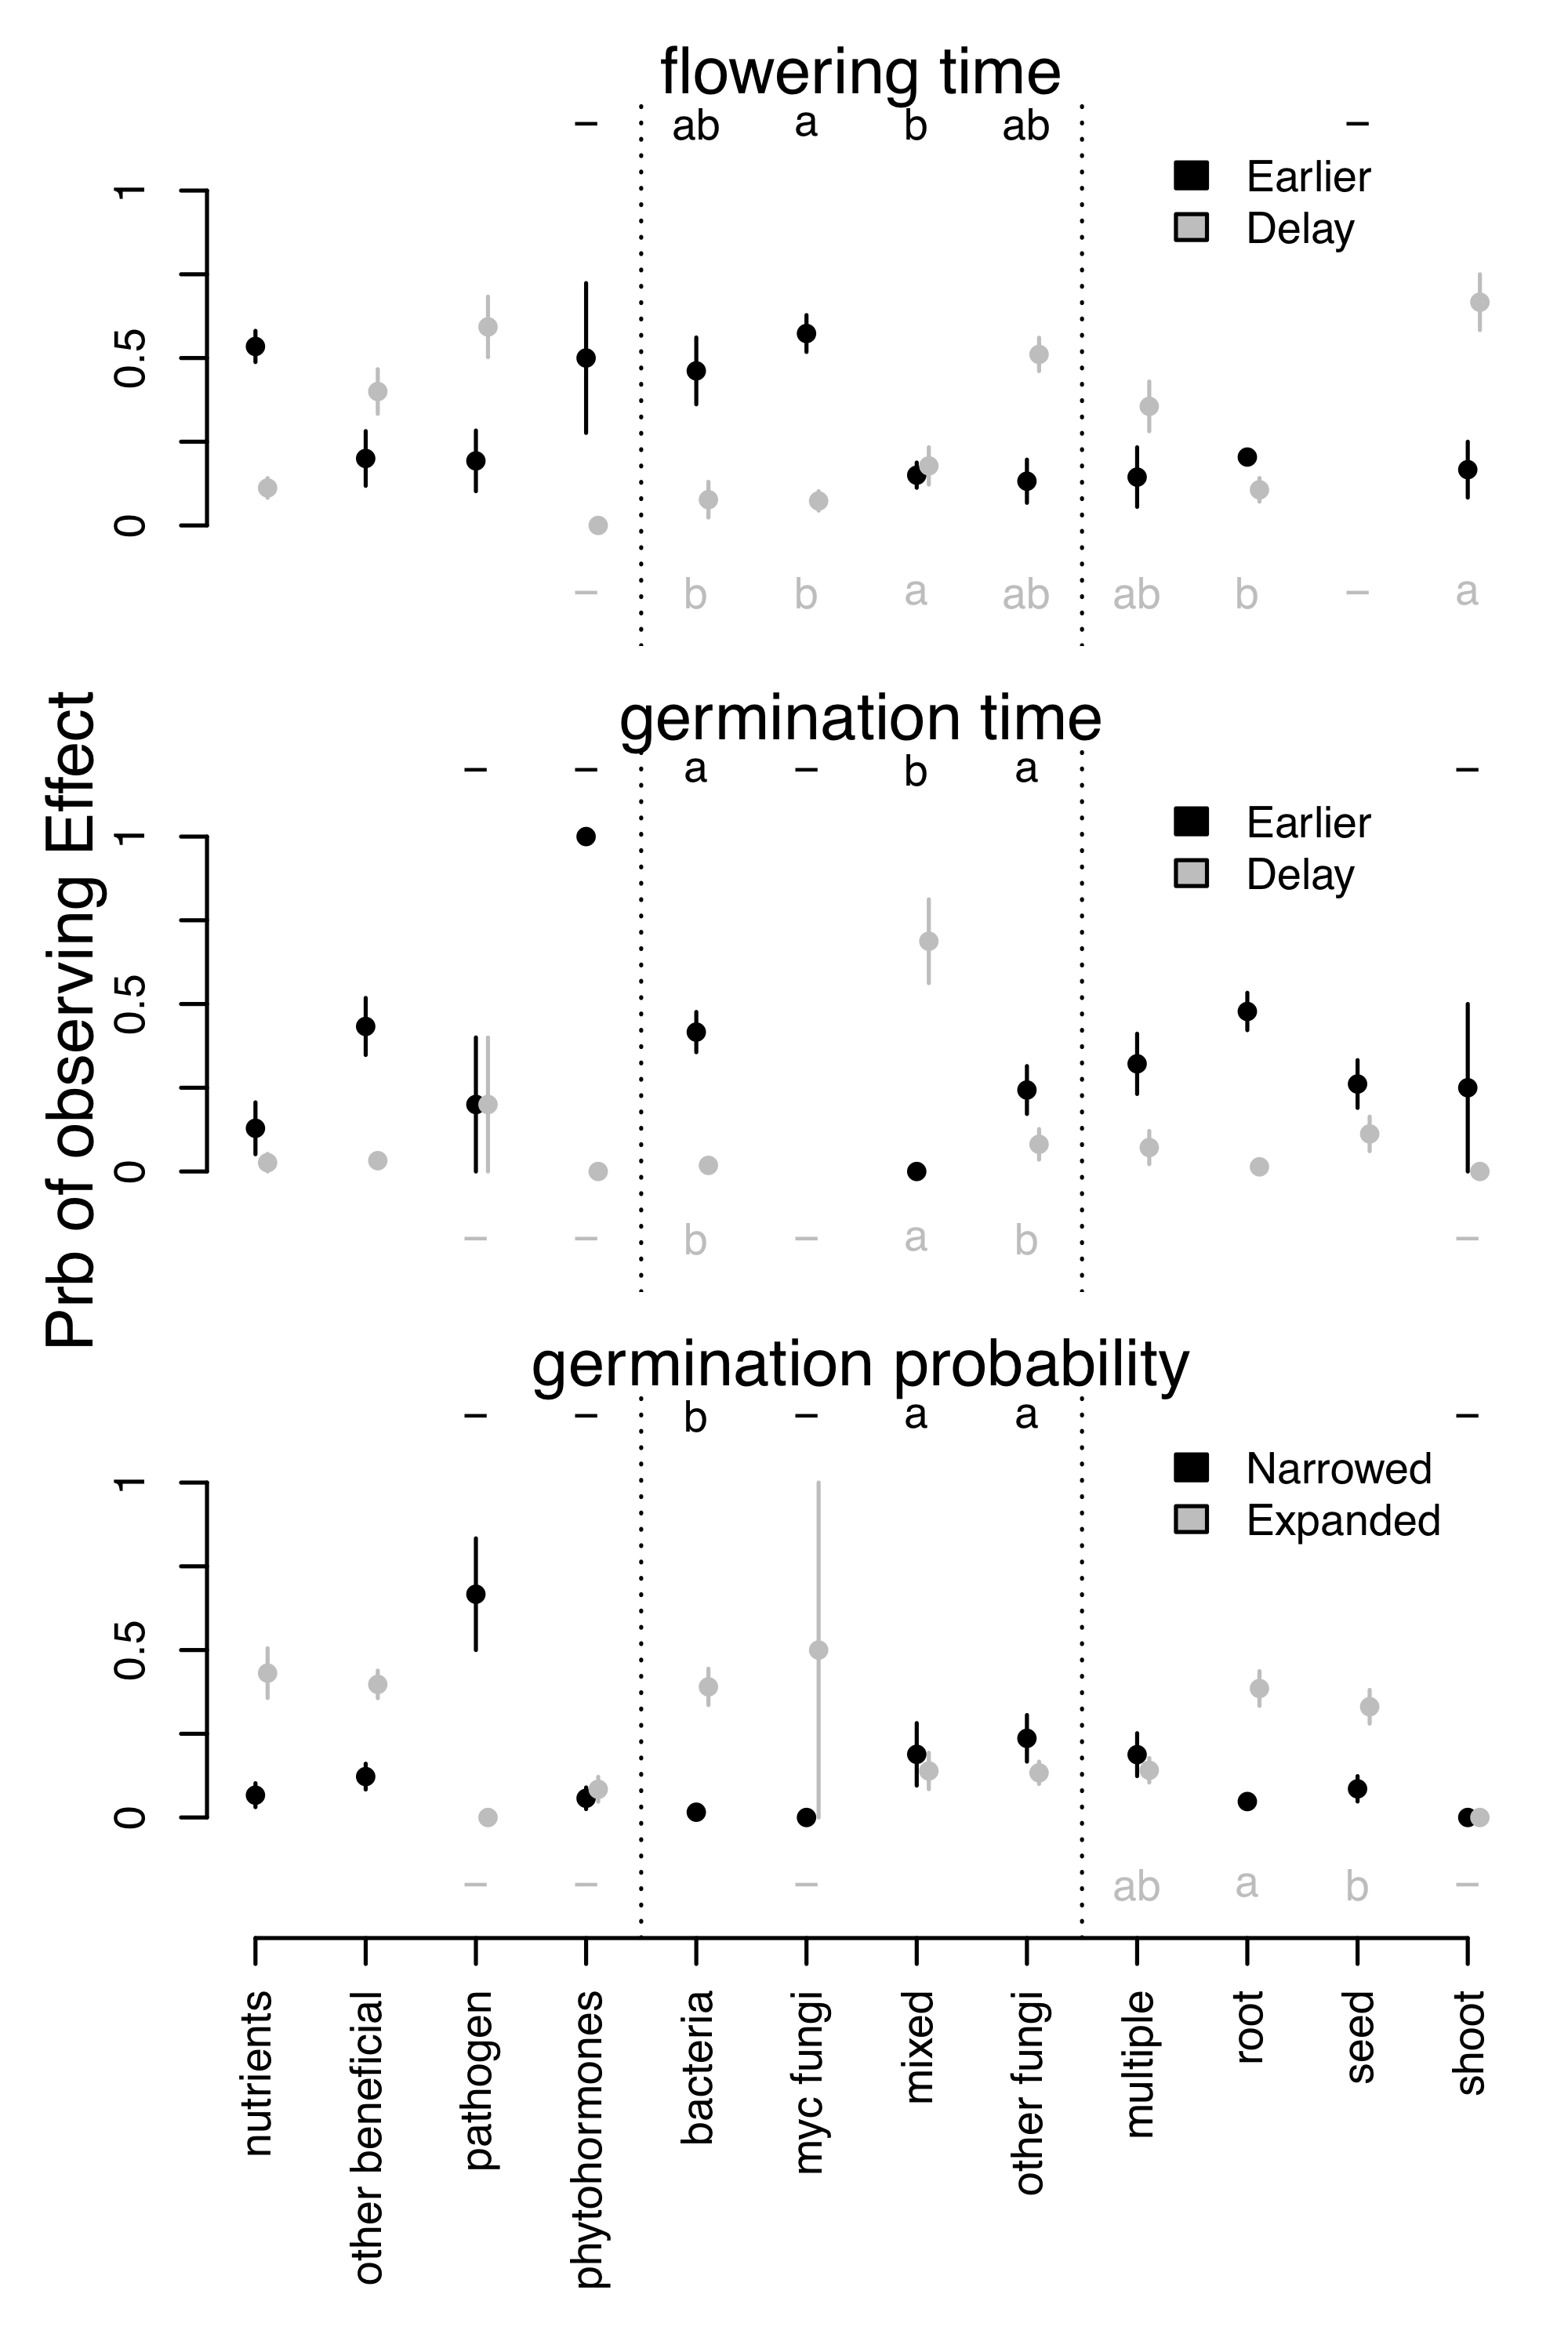 flowering time
– ab a b ab –
Earlier
Delay
1
0.5
0
– b b a ab ab b – a
Prb of observing Effect
germination time
– – a – b a –
Earlier
Delay
1
0.5
0
– – b – a b –
germination probability
– – b – a a –
Narrowed
Expanded
1
0.5
0
– – – ab a b –
nutrients
other beneficial
pathogen
phytohormones
bacteria
myc fungi
mixed
other fungi
multiple
root
seed
shoot